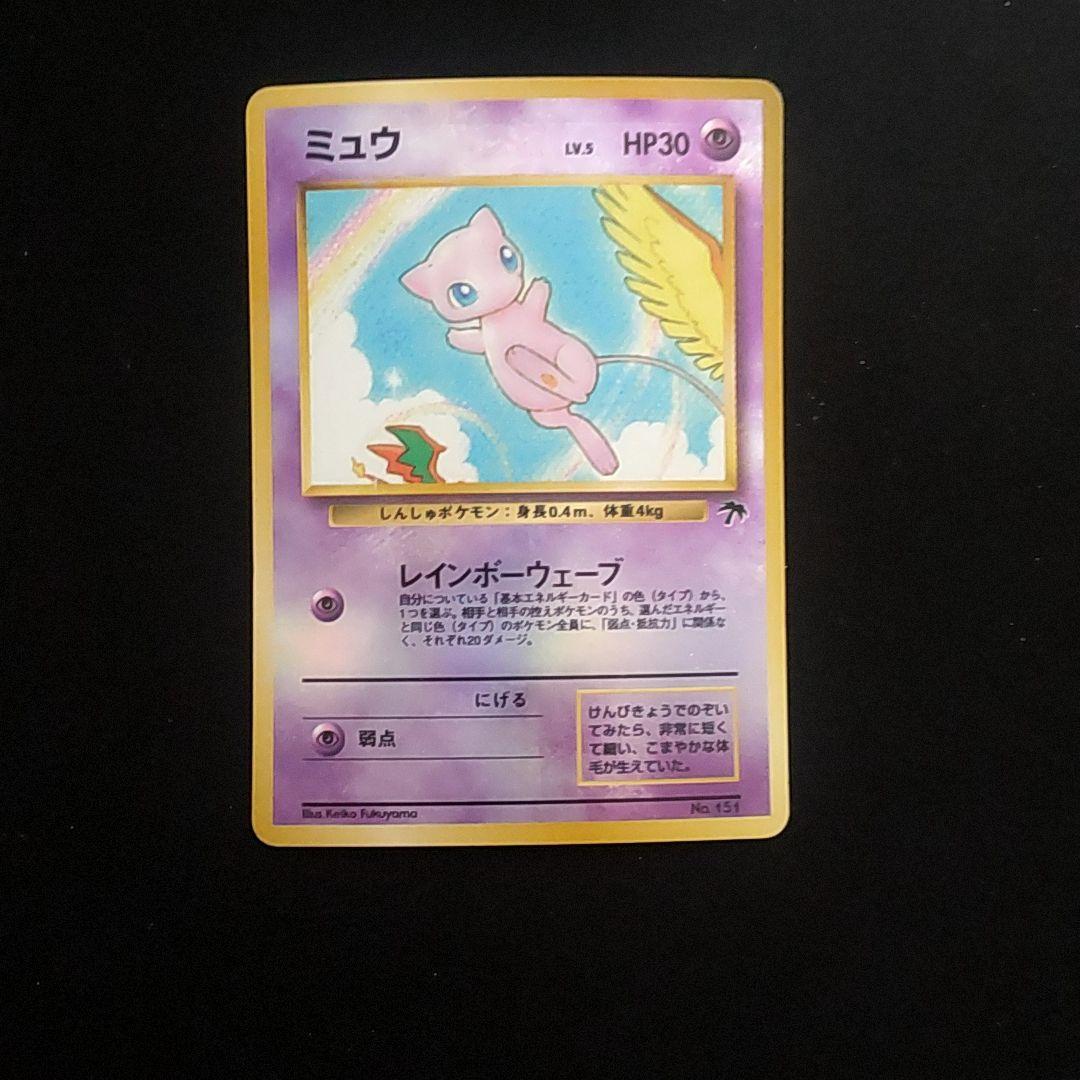 ミュウ LV.5 HP30
しんしゅポケモン：身長0.4m、体重4kg
レインボーウェーブ
自分についている「基本エネルギーカード」の色（タイプ）から、
1つを選ぶ。相手と相手の控えポケモンのうち、選んだエネルギー
と同じ色（タイプ）のポケモン全員に、「弱点・抵抗力」に関係な
く、それぞれ20ダメージ。
にげる
弱点
けんびきょうでのぞい
てみたら、非常に短く
て細い、こまやかな体
毛が生えていた。
Illus. Keiko Fukuyama
No. 151